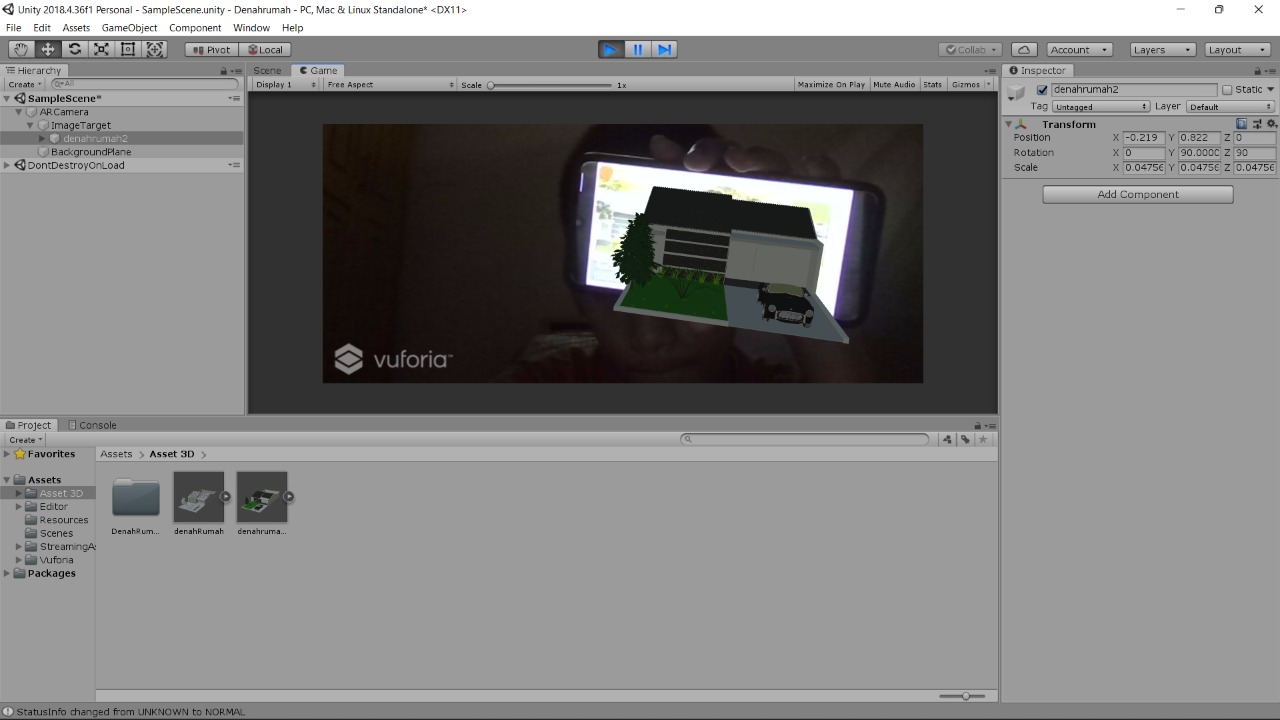 Unity 2018.4.36f1 Personal - SampleScene.unity - Denahrumah - PC, Mac & Linux Standalone* <DX11>
File Edit Assets GameObject Component Window Help
Pivot Local Collab Account Layers Layout
Hierarchy
Create All
SampleScene*
ARCamera
ImageTarget
denahrumah2
BackgroundPlane
DontDestroyOnLoad
Scene Game
Display 1 Free Aspect Scale 1x Maximize On Play Mute Audio Stats Gizmos
vuforia™
Inspector
denahrumah2 Static
Tag Untagged Layer Default
Transform
Position X -0.219 Y 0.822 Z 0
Rotation X 0 Y 90.0000 Z 90
Scale X 0.04756 Y 0.04756 Z 0.04756
Add Component
Project Console
Create
Favorites
Assets
Asset 3D
Editor
Resources
Scenes
StreamingAs
Vuforia
Packages
Assets > Asset 3D >
DenahRum... denahRumah denahruma...
StatusInfo changed from UNKNOWN to NORMAL